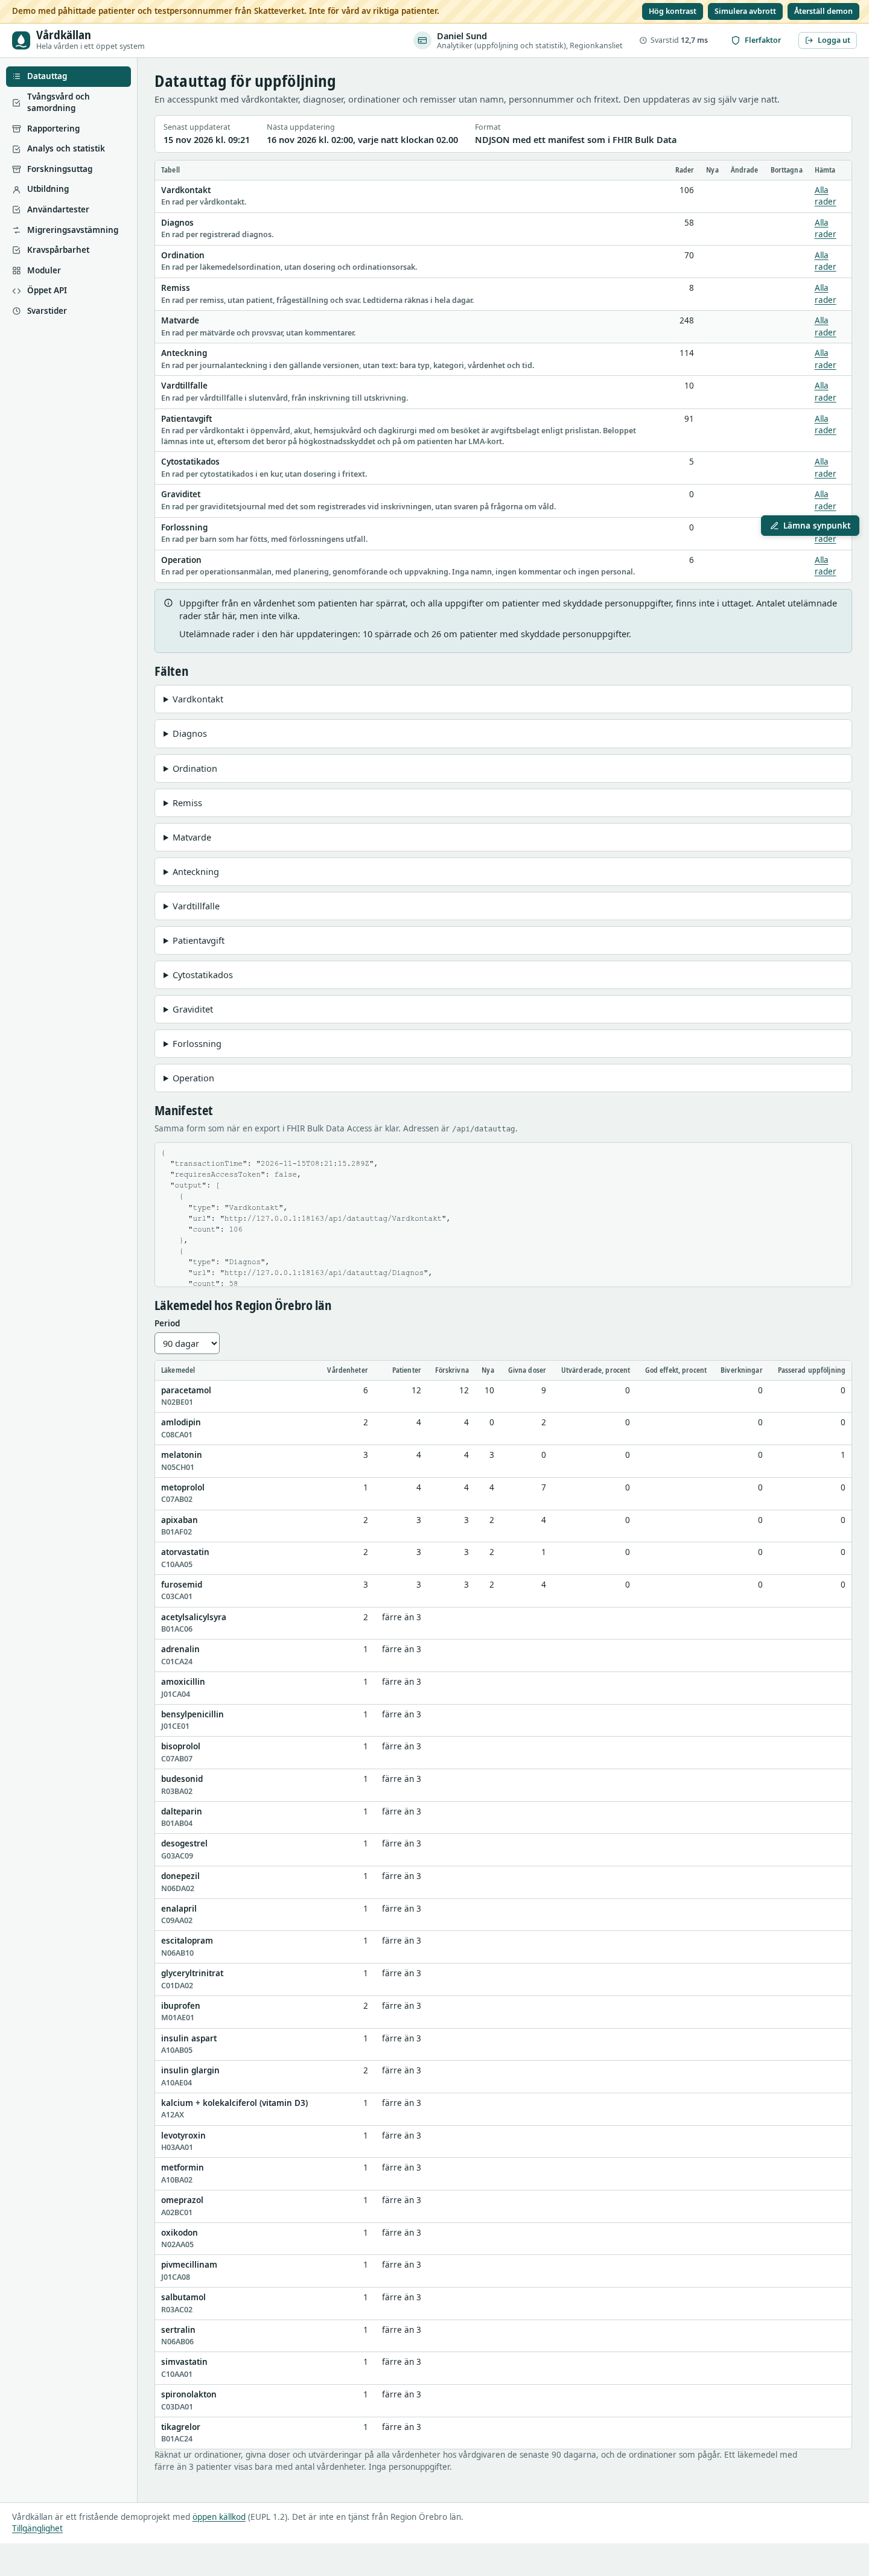 Demo med påhittade patienter och testpersonnummer från Skatteverket. Inte för vård av riktiga patienter.
Hög kontrast
Simulera avbrott
Återställ demon
Vårdkällan
Hela vården i ett öppet system
Daniel Sund
Analytiker (uppföljning och statistik), Regionkansliet
Svarstid 12,7 ms
Flerfaktor
Logga ut
Datauttag
Tvångsvård och
samordning
Rapportering
Analys och statistik
Forskningsuttag
Utbildning
Användartester
Migreringsavstämning
Kravspårbarhet
Moduler
Öppet API
Svarstider
Datauttag för uppföljning
En accesspunkt med vårdkontakter, diagnoser, ordinationer och remisser utan namn, personnummer och fritext. Den uppdateras av sig själv varje natt.
Senast uppdaterat
15 nov 2026 kl. 09:21
Nästa uppdatering
16 nov 2026 kl. 02:00, varje natt klockan 02.00
Format
NDJSON med ett manifest som i FHIR Bulk Data
Tabell Rader Nya Ändrade Borttagna Hämta
Vardkontakt 106 Alla rader
En rad per vårdkontakt.
Diagnos 58 Alla rader
En rad per registrerad diagnos.
Ordination 70 Alla rader
En rad per läkemedelsordination, utan dosering och ordinationsorsak.
Remiss 8 Alla rader
En rad per remiss, utan patient, frågeställning och svar. Ledtiderna räknas i hela dagar.
Matvarde 248 Alla rader
En rad per mätvärde och provsvar, utan kommentarer.
Anteckning 114 Alla rader
En rad per journalanteckning i den gällande versionen, utan text: bara typ, kategori, vårdenhet och tid.
Vardtillfalle 10 Alla rader
En rad per vårdtillfälle i slutenvård, från inskrivning till utskrivning.
Patientavgift 91 Alla rader
En rad per vårdkontakt i öppenvård, akut, hemsjukvård och dagkirurgi med om besöket är avgiftsbelagt enligt prislistan. Beloppet
lämnas inte ut, eftersom det beror på högkostnadsskyddet och på om patienten har LMA-kort.
Cytostatikados 5 Alla rader
En rad per cytostatikados i en kur, utan dosering i fritext.
Graviditet 0 Alla rader
En rad per graviditetsjournal med det som registrerades vid inskrivningen, utan svaren på frågorna om våld.
Forlossning 0 rader
En rad per barn som har fötts, med förlossningens utfall.
Lämna synpunkt
Operation 6 Alla rader
En rad per operationsanmälan, med planering, genomförande och uppvakning. Inga namn, ingen kommentar och ingen personal.
Uppgifter från en vårdenhet som patienten har spärrat, och alla uppgifter om patienter med skyddade personuppgifter, finns inte i uttaget. Antalet utelämnade
rader står här, men inte vilka.
Utelämnade rader i den här uppdateringen: 10 spärrade och 26 om patienter med skyddade personuppgifter.
Fälten
Vardkontakt
Diagnos
Ordination
Remiss
Matvarde
Anteckning
Vardtillfalle
Patientavgift
Cytostatikados
Graviditet
Forlossning
Operation
Manifestet
Samma form som när en export i FHIR Bulk Data Access är klar. Adressen är /api/datauttag.
{
"transactionTime": "2026-11-15T08:21:15.289Z",
"requiresAccessToken": false,
"output": [
{
"type": "Vardkontakt",
"url": "http://127.0.0.1:18163/api/datauttag/Vardkontakt",
"count": 106
},
{
"type": "Diagnos",
"url": "http://127.0.0.1:18163/api/datauttag/Diagnos",
"count": 58
Läkemedel hos Region Örebro län
Period
90 dagar
Läkemedel Vårdenheter Patienter Förskrivna Nya Givna doser Utvärderade, procent God effekt, procent Biverkningar Passerad uppföljning
paracetamol 6 12 12 10 9 0 0 0
N02BE01
amlodipin 2 4 4 0 2 0 0 0
C08CA01
melatonin 3 4 4 3 0 0 0 1
N05CH01
metoprolol 1 4 4 4 7 0 0 0
C07AB02
apixaban 2 3 3 2 4 0 0 0
B01AF02
atorvastatin 2 3 3 2 1 0 0 0
C10AA05
furosemid 3 3 3 2 4 0 0 0
C03CA01
acetylsalicylsyra 2 färre än 3
B01AC06
adrenalin 1 färre än 3
C01CA24
amoxicillin 1 färre än 3
J01CA04
bensylpenicillin 1 färre än 3
J01CE01
bisoprolol 1 färre än 3
C07AB07
budesonid 1 färre än 3
R03BA02
dalteparin 1 färre än 3
B01AB04
desogestrel 1 färre än 3
G03AC09
donepezil 1 färre än 3
N06DA02
enalapril 1 färre än 3
C09AA02
escitalopram 1 färre än 3
N06AB10
glyceryltrinitrat 1 färre än 3
C01DA02
ibuprofen 2 färre än 3
M01AE01
insulin aspart 1 färre än 3
A10AB05
insulin glargin 2 färre än 3
A10AE04
kalcium + kolekalciferol (vitamin D3) 1 färre än 3
A12AX
levotyroxin 1 färre än 3
H03AA01
metformin 1 färre än 3
A10BA02
omeprazol 1 färre än 3
A02BC01
oxikodon 1 färre än 3
N02AA05
pivmecillinam 1 färre än 3
J01CA08
salbutamol 1 färre än 3
R03AC02
sertralin 1 färre än 3
N06AB06
simvastatin 1 färre än 3
C10AA01
spironolakton 1 färre än 3
C03DA01
tikagrelor 1 färre än 3
B01AC24
Räknat ur ordinationer, givna doser och utvärderingar på alla vårdenheter hos vårdgivaren de senaste 90 dagarna, och de ordinationer som pågår. Ett läkemedel med
färre än 3 patienter visas bara med antal vårdenheter. Inga personuppgifter.
Vårdkällan är ett fristående demoprojekt med öppen källkod (EUPL 1.2). Det är inte en tjänst från Region Örebro län.
Tillgänglighet